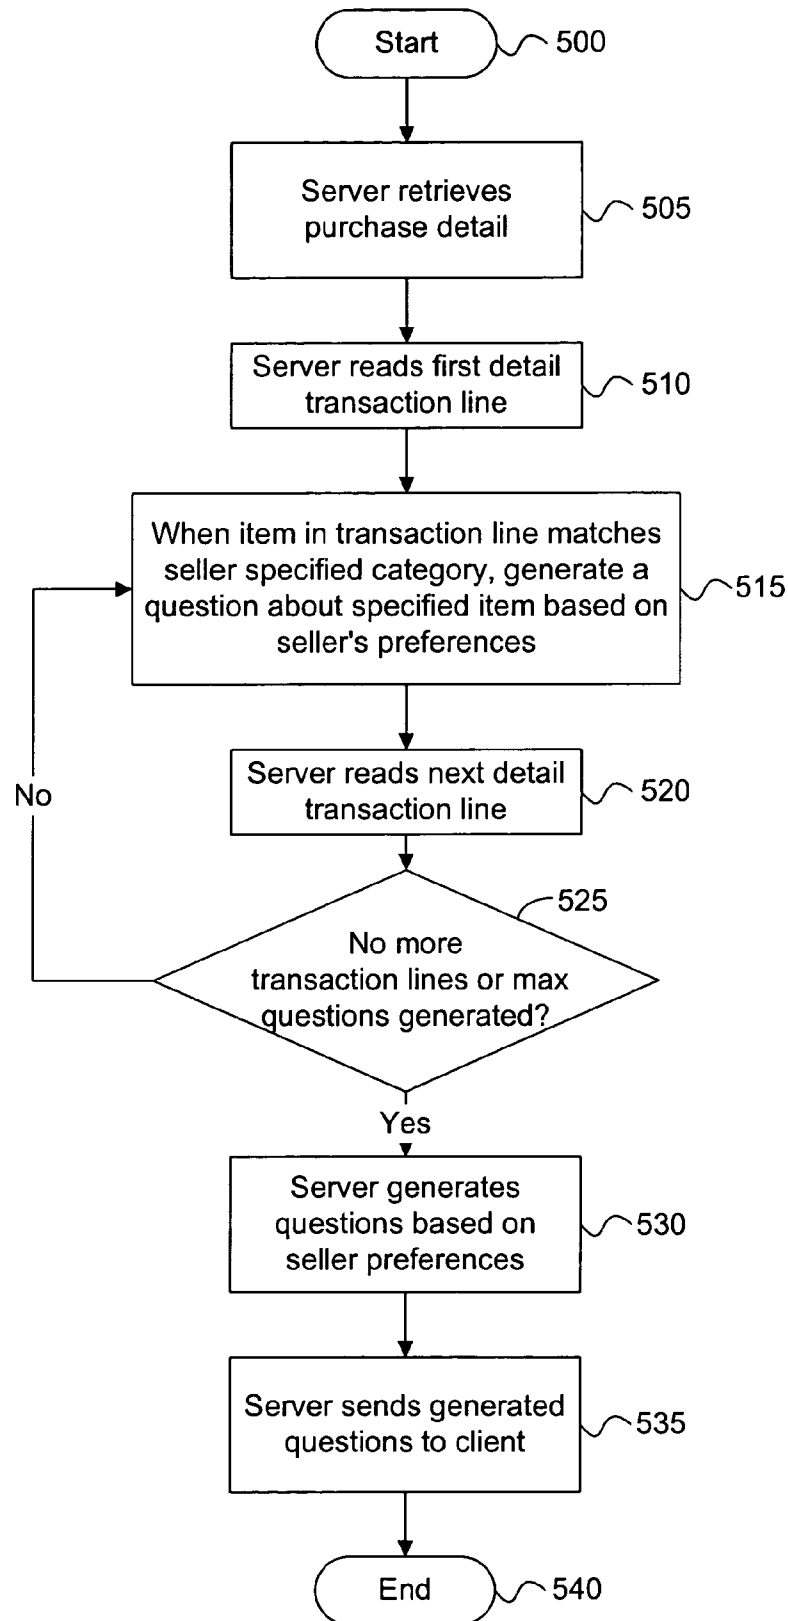 Start
500
Server retrieves
purchase detail
505
Server reads first detail
transaction line
510
When item in transaction line matches
seller specified category, generate a
question about specified item based on
seller's preferences
515
Server reads next detail
transaction line
520
No
525
No more
transaction lines or max
questions generated?
Yes
Server generates
questions based on
seller preferences
530
Server sends generated
questions to client
535
End
540